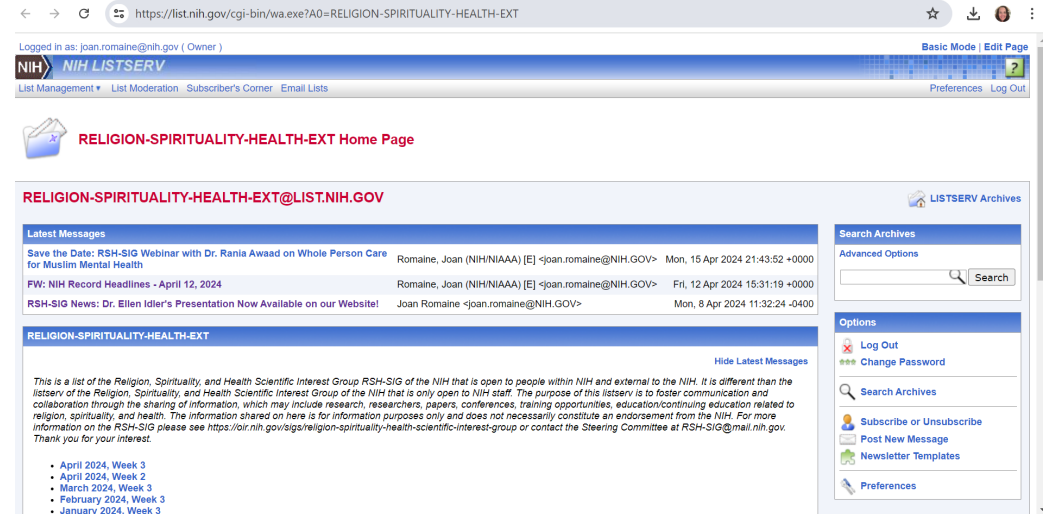 https://list.nih.gov/cgi-bin/wa.exe?A0=RELIGION-SPIRITUALITY-HEALTH-EXT
Logged in as: joan.romaine@nih.gov ( Owner )
Basic Mode | Edit Page
NIH NIH LISTSERV
?
List Management List Moderation Subscriber's Corner Email Lists
Preferences Log Out
RELIGION-SPIRITUALITY-HEALTH-EXT Home Page
RELIGION-SPIRITUALITY-HEALTH-EXT@LIST.NIH.GOV
LISTSERV Archives
Latest Messages
Save the Date: RSH-SIG Webinar with Dr. Rania Awaad on Whole Person Care
for Muslim Mental Health
Romaine, Joan (NIH/NIAAA) [E] <joan.romaine@NIH.GOV> Mon, 15 Apr 2024 21:43:52 +0000
FW: NIH Record Headlines - April 12, 2024 Romaine, Joan (NIH/NIAAA) [E] <joan.romaine@NIH.GOV> Fri, 12 Apr 2024 15:31:19 +0000
RSH-SIG News: Dr. Ellen Idler's Presentation Now Available on our Website! Joan Romaine <joan.romaine@NIH.GOV> Mon, 8 Apr 2024 11:32:24 -0400
RELIGION-SPIRITUALITY-HEALTH-EXT
Hide Latest Messages
This is a list of the Religion, Spirituality, and Health Scientific Interest Group RSH-SIG of the NIH that is open to people within NIH and external to the NIH. It is different than the
listserv of the Religion, Spirituality, and Health Scientific Interest Group of the NIH that is only open to NIH staff. The purpose of this listserv is to foster communication and
collaboration through the sharing of information, which may include research, researchers, papers, conferences, training opportunities, education/continuing education related to
religion, spirituality, and health. The information shared on here is for information purposes only and does not necessarily constitute an endorsement from the NIH. For more
information on the RSH-SIG please see https://oir.nih.gov/sigs/religion-spirituality-health-scientific-interest-group or contact the Steering Committee at RSH-SIG@mail.nih.gov.
Thank you for your interest.
April 2024, Week 3
April 2024, Week 2
March 2024, Week 3
February 2024, Week 3
January 2024, Week 3
Search Archives
Advanced Options
Search
Options
Log Out
Change Password
Search Archives
Subscribe or Unsubscribe
Post New Message
Newsletter Templates
Preferences